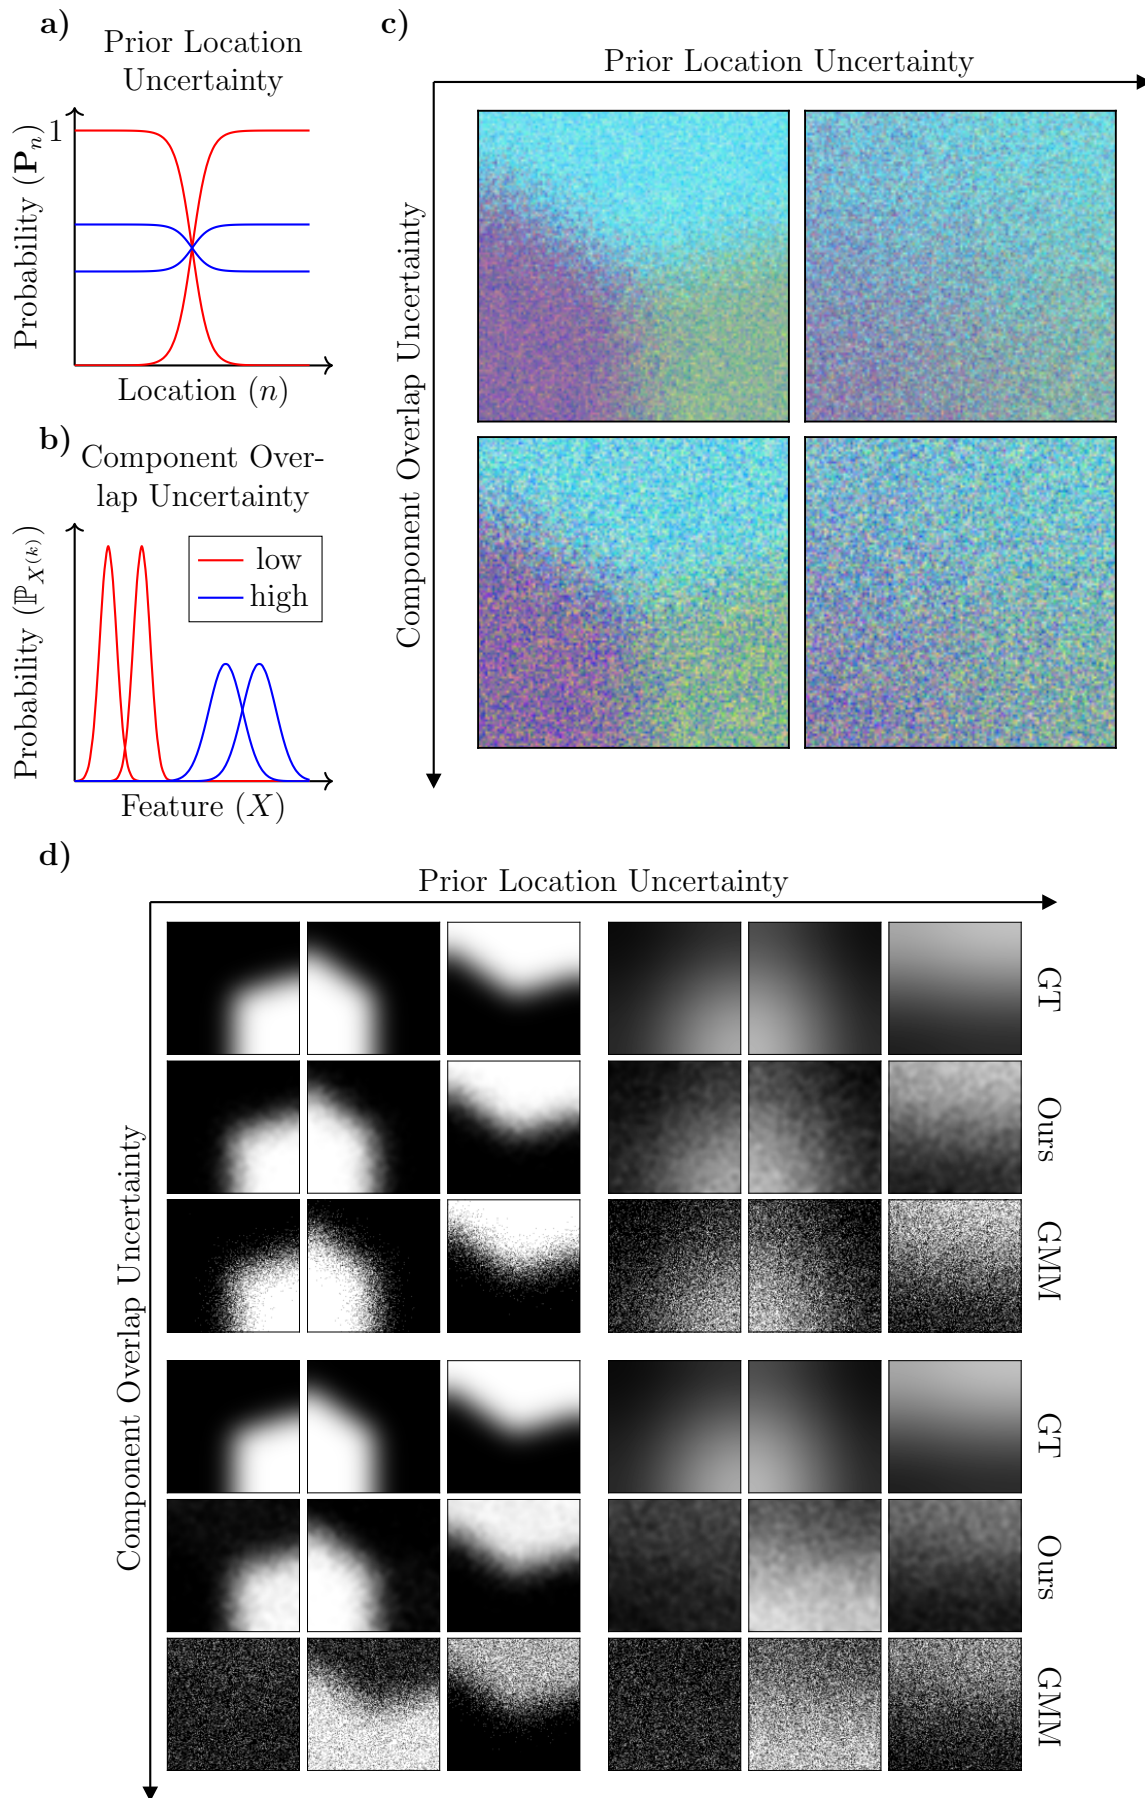 a)
Prior Location
Uncertainty
Probability (P_n)
1
Location (n)
b)
Component Over-
lap Uncertainty
Probability (ℙ_{X^{(k)}})
low
high
Feature (X)
c)
Prior Location Uncertainty
Component Overlap Uncertainty
d)
Prior Location Uncertainty
Component Overlap Uncertainty
GT
Ours
GMM
GT
Ours
GMM